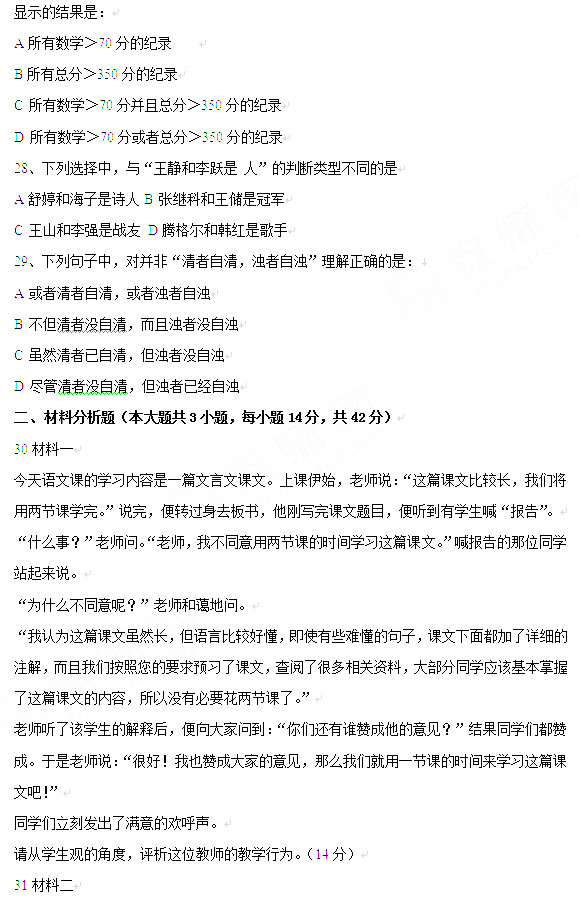 显示的结果是：
A 所有数学＞70 分的纪录
B 所有总分＞350 分的纪录
C 所有数学＞70 分并且总分＞350 分的纪录
D 所有数学＞70 分或者总分＞350 分的纪录
28、下列选择中，与“王静和李跃是 人”的判断类型不同的是
A 舒婷和海子是诗人 B 张继科和王储是冠军
C 王山和李强是战友 D 腾格尔和韩红是歌手
29、下列句子中，对并非“清者自清，浊者自浊”理解正确的是：
A 或者清者自清，或者浊者自浊
B 不但清者没自清，而且浊者没自浊
C 虽然清者已自清，但浊者没自浊
D 尽管清者没自清，但浊者已经自浊
二、材料分析题（本大题共 3 小题，每小题 14 分，共 42 分）
30 材料一
今天语文课的学习内容是一篇文言文课文。上课伊始，老师说：“这篇课文比较长，我们将
用两节课学完。”说完，便转过身去板书，他刚写完课文题目，便听到有学生喊“报告”。
“什么事？”老师问。“老师，我不同意用两节课的时间学习这篇课文。”喊报告的那位同学
站起来说。
“为什么不同意呢？”老师和蔼地问。
“我认为这篇课文虽然长，但语言比较好懂，即使有些难懂的句子，课文下面都加了详细的
注解，而且我们按照您的要求预习了课文，查阅了很多相关资料，大部分同学应该基本掌握
了这篇课文的内容，所以没有必要花两节课了。”
老师听了该学生的解释后，便向大家问到：“你们还有谁赞成他的意见？”结果同学们都赞
成。于是老师说：“很好！我也赞成大家的意见，那么我们就用一节课的时间来学习这篇课
文吧！”
同学们立刻发出了满意的欢呼声。
请从学生观的角度，评析这位教师的教学行为。（14 分）
31 材料二